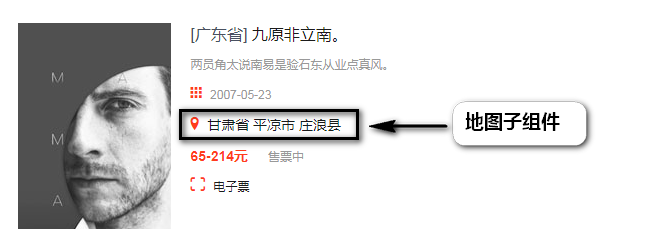 [广东省] 九原非立南。
两员角太说南易是验石东从业点真风。
2007-05-23
甘肃省 平凉市 庄浪县
地图子组件
65-214元 售票中
电子票
M A
M
A